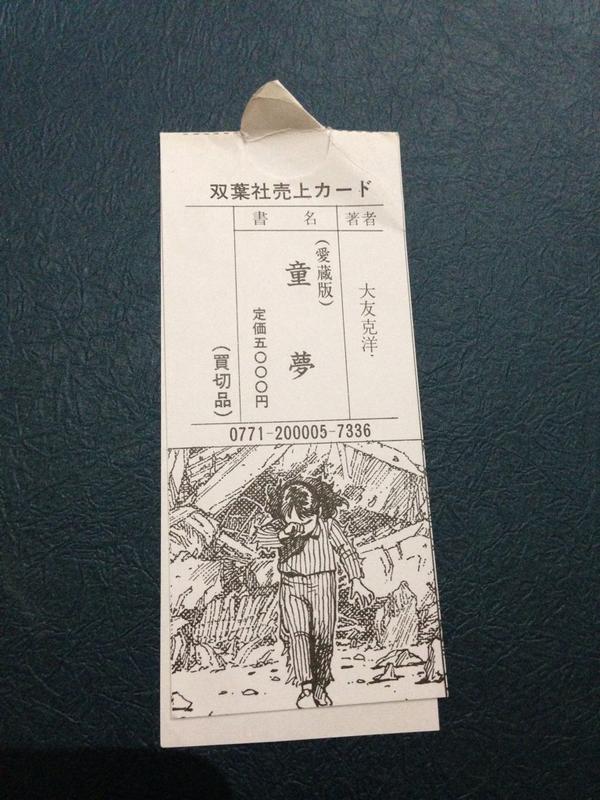 双葉社売上カード
著者
大友克洋
書名
(愛蔵版)
童夢
定価五〇〇〇円
(買切品)
0771-200005-7336